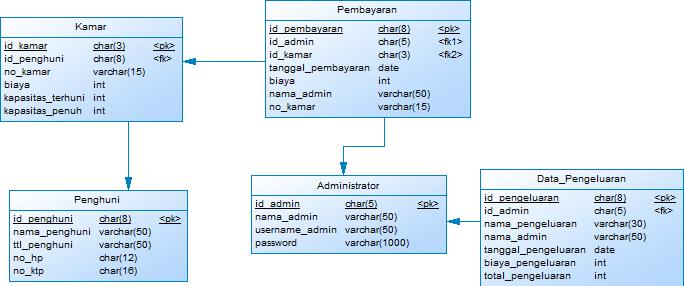 Kamar
id_kamar char(3) <pk>
id_penghuni char(8) <fk>
no_kamar varchar(15)
biaya int
kapasitas_terhuni int
kapasitas_penuh int
Pembayaran
id_pembayaran char(8) <pk>
id_admin char(5) <fk1>
id_kamar char(3) <fk2>
tanggal_pembayaran date
biaya int
nama_admin varchar(50)
no_kamar varchar(15)
Penghuni
id_penghuni char(8) <pk>
nama_penghuni varchar(50)
ttl_penghuni varchar(50)
no_hp char(12)
no_ktp char(16)
Administrator
id_admin char(5) <pk>
nama_admin varchar(50)
username_admin varchar(50)
password varchar(1000)
Data_Pengeluaran
id_pengeluaran char(8) <pk>
id_admin char(5) <fk>
nama_pengeluaran varchar(30)
nama_admin varchar(50)
tanggal_pengeluaran date
biaya_pengeluaran int
total_pengeluaran int